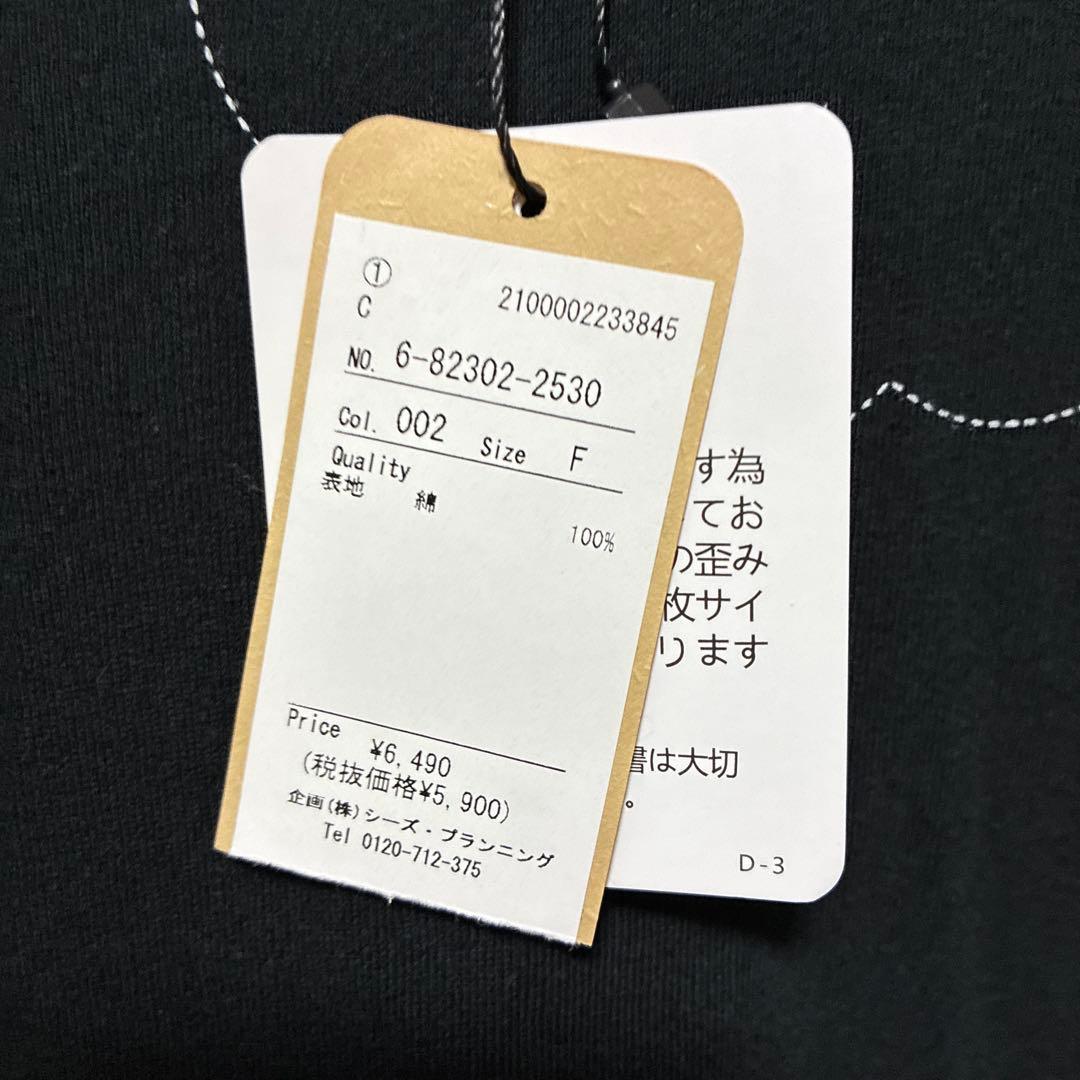 ①
C
2100002233845
NO. 6-82302-2530
Col. 002 Size F
Quality
表地 綿
100%
Price ¥6,490
(税抜価格¥5,900)
企画(株)シーズ・プランニング
Tel 0120-712-375
す為
てお
の歪み
枚サイ
ります
書は大切
。
D-3